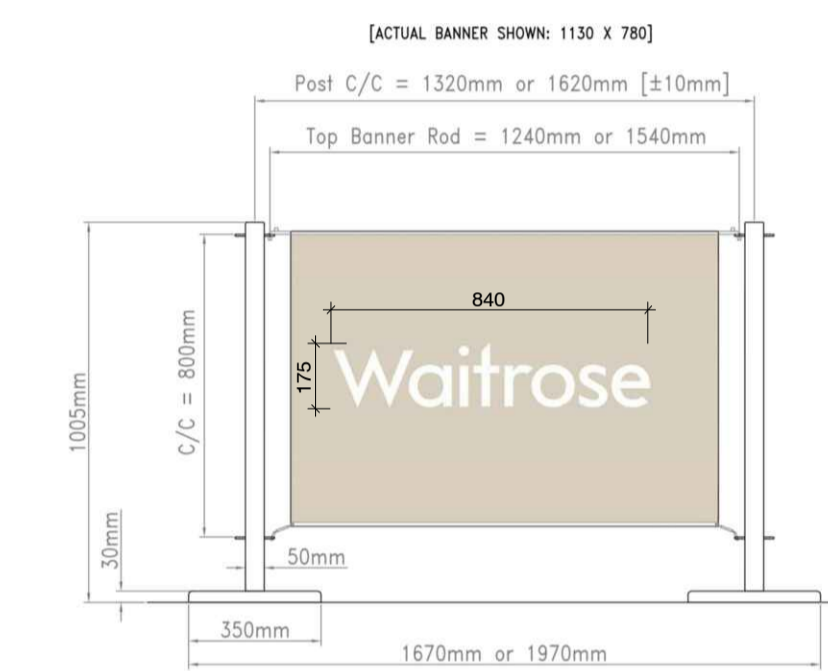 [ACTUAL BANNER SHOWN: 1130 X 780]
Post C/C = 1320mm or 1620mm [±10mm]
Top Banner Rod = 1240mm or 1540mm
840
175
Waitrose
C/C = 800mm
1005mm
30mm
50mm
350mm
1670mm or 1970mm